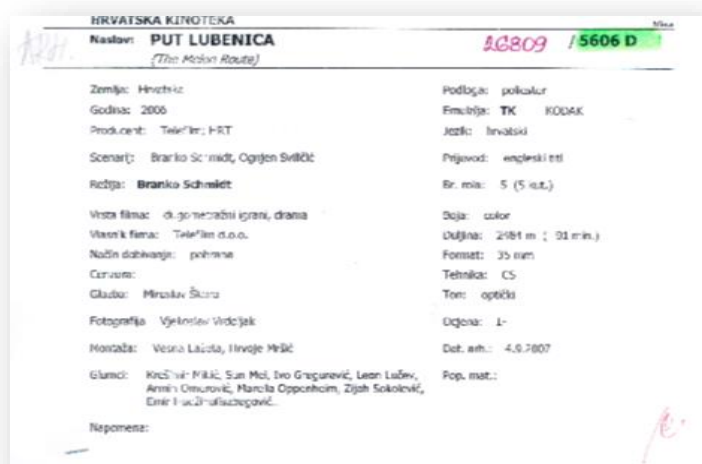 HRVATSKA KINOTEKA
ARH.
Naslov: PUT LUBENICA 26809 / 5606 D
(The Melon Route)
Zemlja: Hrvatska Podloga: poliester
Godina: 2006 Emulzija: TK KODAK
Producent: Telefilm, HRT Jezik: hrvatski
Scenarij: Branko Schmidt, Ognjen Sviličić Prijevod: engleski titl
Režija: Branko Schmidt Br. rola: 5 (5 kut.)
Vrsta filma: dugometražni igrani, drama Boja: color
Vlasnik filma: Telefilm d.o.o. Duljina: 2484 m ( 91 min.)
Način dobivanja: pohrana Format: 35 mm
Cenzura: Tehnika: CS
Glazba: Miroslav Škoro Ton: optički
Fotografija Vjekoslav Vrdoljak Ocjena: 1-
Montaža: Vesna Lažeta, Hrvoje Mršić Dat. arh.: 4.9.2007
Glumci: Krešimir Mikić, Sun Mei, Ivo Gregurević, Leon Lučev, Pop. mat.:
Armin Omerović, Mareila Oppenheim, Zijah Sokolović,
Emir Hadžihafizbegović..
Napomena: